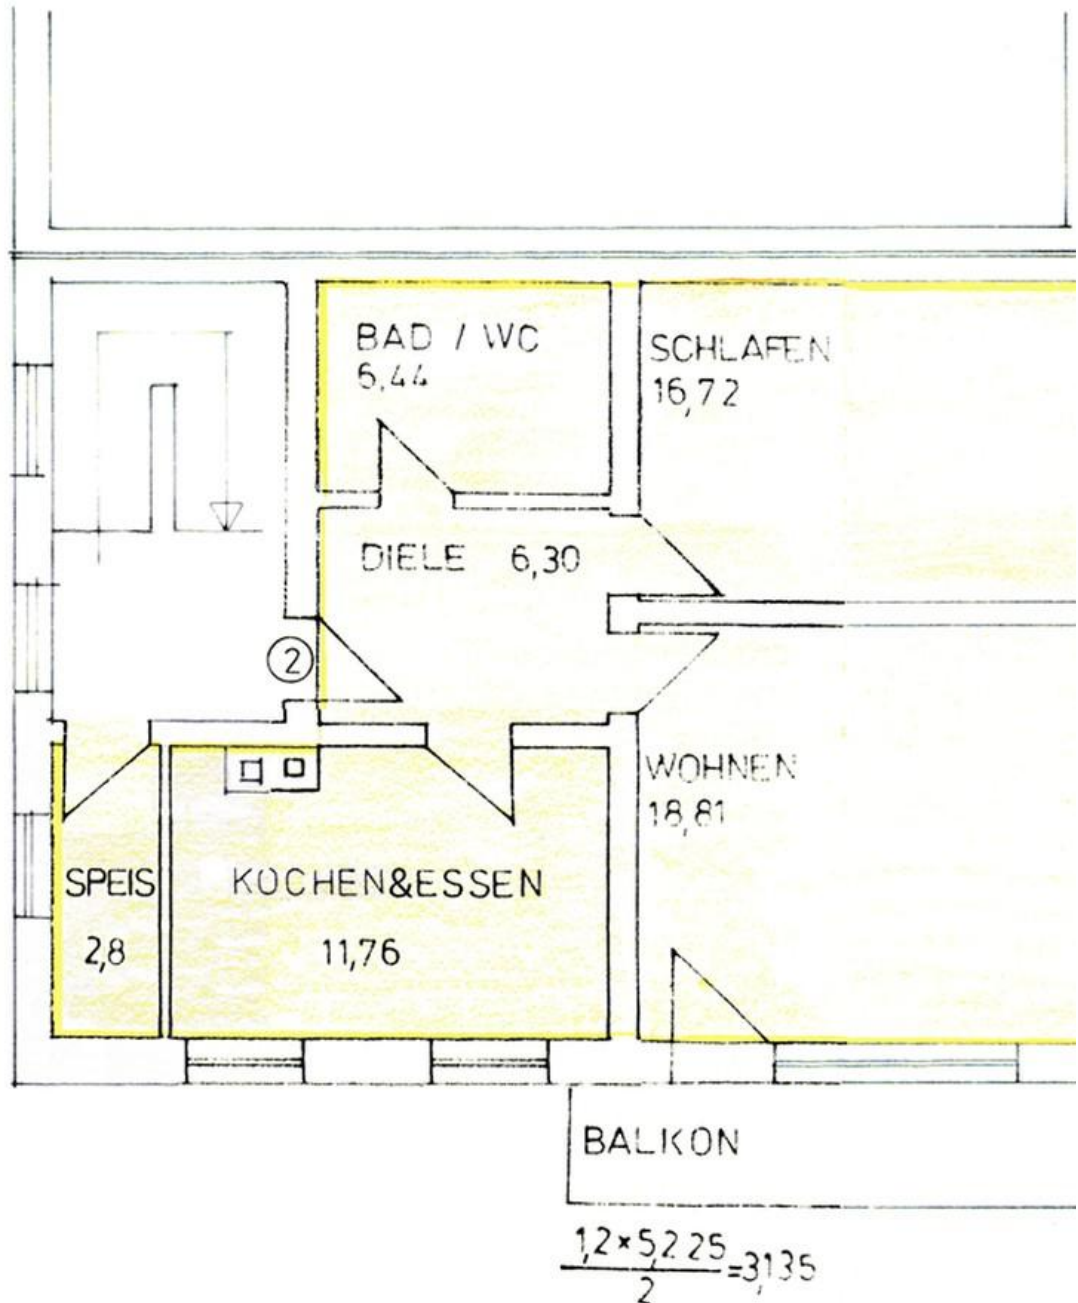 BAD / WC
6,44
SCHLAFEN
16,72
DIELE 6,30
2
WOHNEN
18,81
SPEIS
2,8
KOCHEN&ESSEN
11,76
BALKON
1,2×5,225
2
=3,135